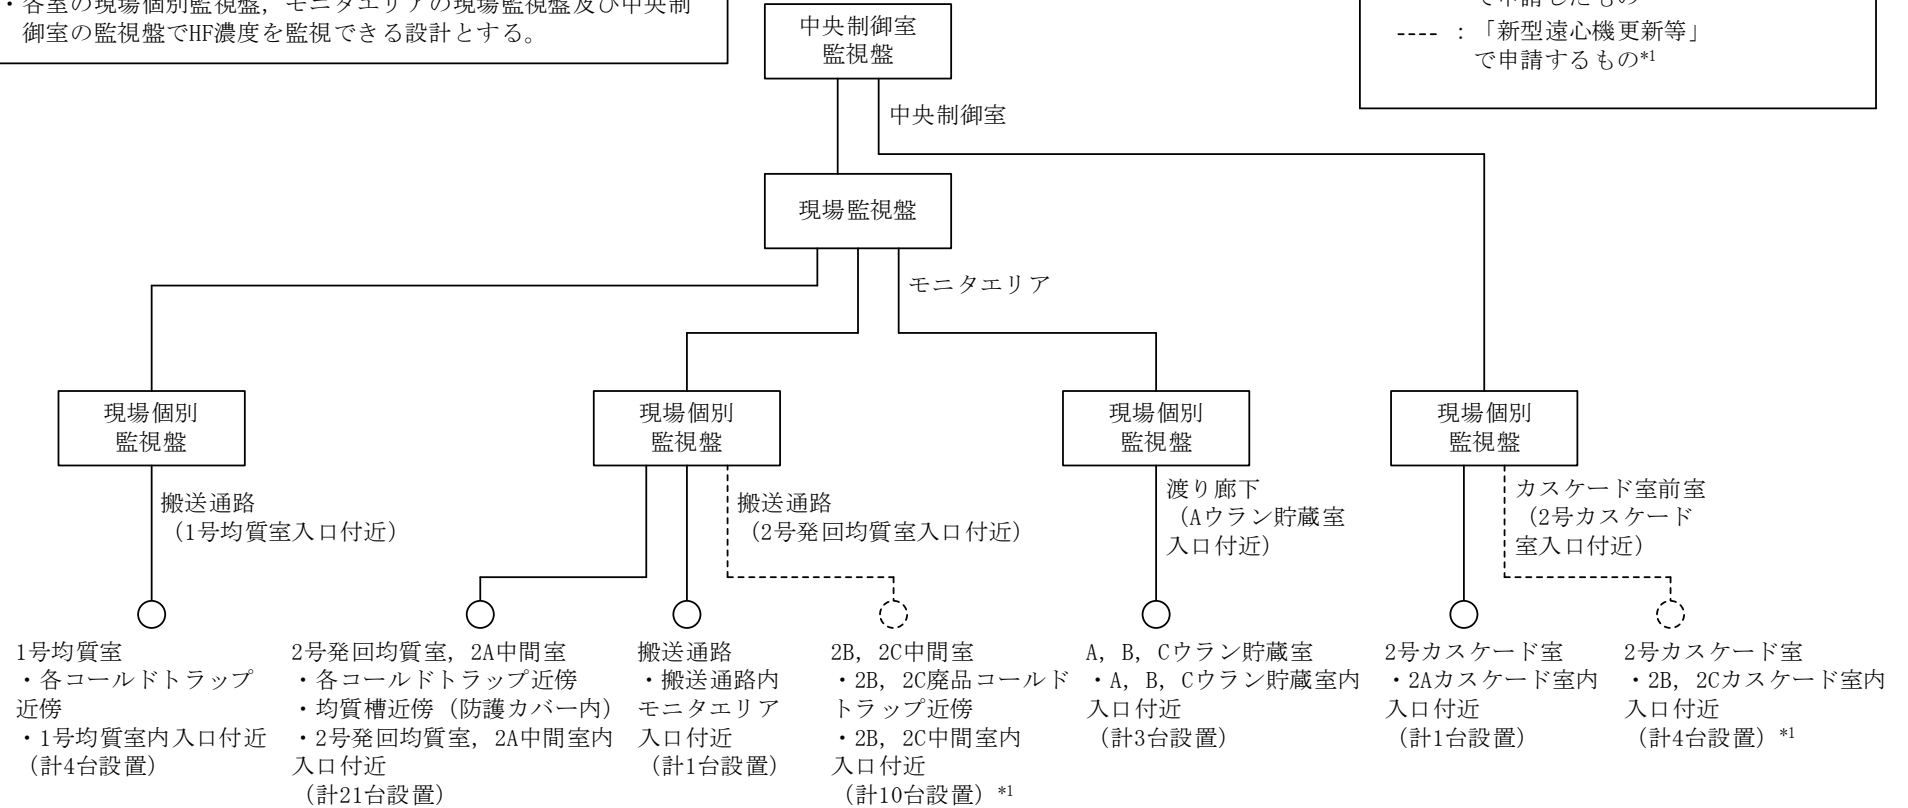 ・各室の現場個別監視盤，モニタエリアの現場監視盤及び中央制
御室の監視盤でHF濃度を監視できる設計とする。
で申請したもの
---- ：「新型遠心機更新等」
で申請するもの*1
中央制御室
監視盤
中央制御室
現場監視盤
モニタエリア
現場個別
監視盤
現場個別
監視盤
現場個別
監視盤
現場個別
監視盤
搬送通路
（1号均質室入口付近）
搬送通路
（2号発回均質室入口付近）
渡り廊下
（Aウラン貯蔵室
入口付近）
カスケード室前室
（2号カスケード
室入口付近）
1号均質室
・各コールドトラップ
近傍
・1号均質室内入口付近
（計4台設置）
2号発回均質室，2A中間室
・各コールドトラップ近傍
・均質槽近傍（防護カバー内）
・2号発回均質室，2A中間室内
入口付近
（計21台設置）
搬送通路
・搬送通路内
モニタエリア
入口付近
（計1台設置）
2B，2C中間室
・2B，2C廃品コールド
トラップ近傍
・2B，2C中間室内
入口付近
（計10台設置）*1
A，B，Cウラン貯蔵室
・A，B，Cウラン貯蔵室内
入口付近
（計3台設置）
2号カスケード室
・2Aカスケード室内
入口付近
（計1台設置）
2号カスケード室
・2B，2Cカスケード室内
入口付近
（計4台設置）*1